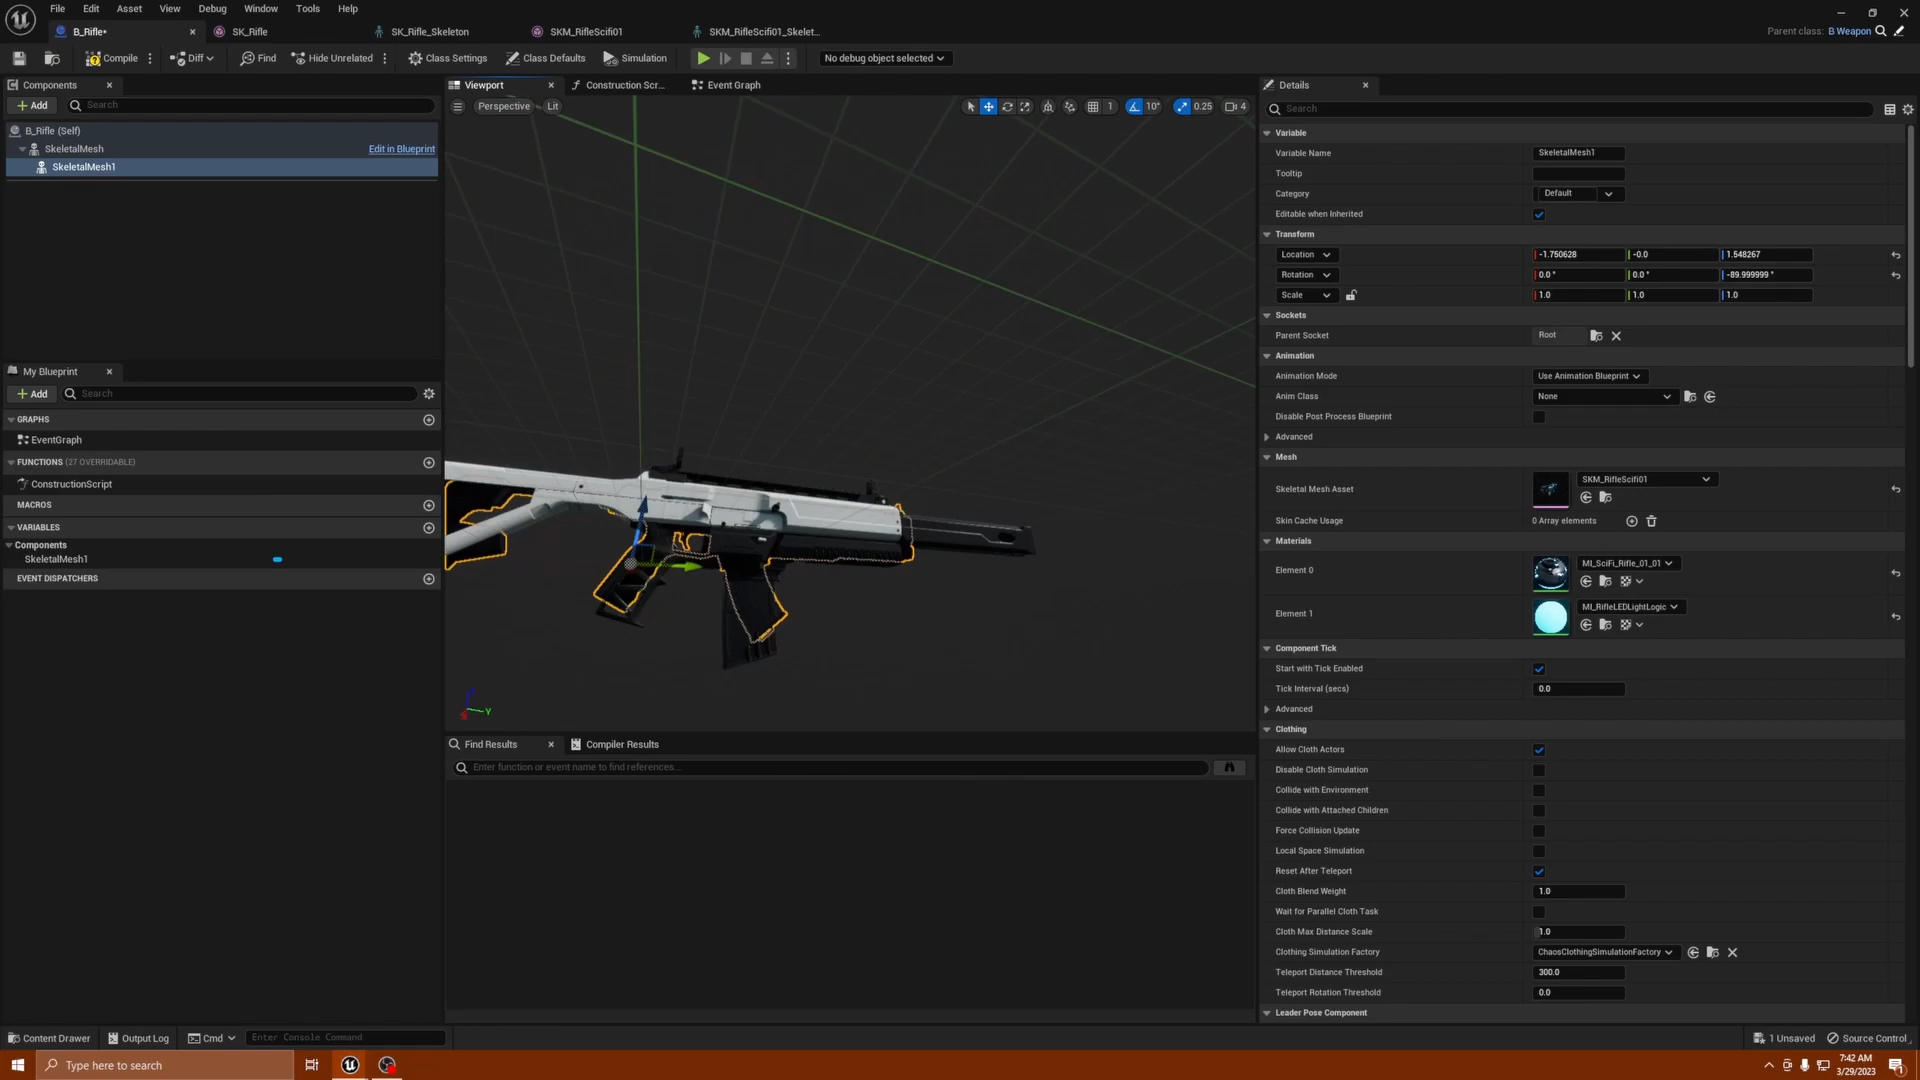 File Edit Asset View Debug Window Tools Help
B_Rifle* SK_Rifle SK_Rifle_Skeleton SKM_RifleScifi01 SKM_RifleScifi01_Skelet...
Parent class: B Weapon
Compile Diff Find Hide Unrelated Class Settings Class Defaults Simulation No debug object selected
Components
Add Search
B_Rifle (Self)
SkeletalMesh Edit in Blueprint
SkeletalMesh1
My Blueprint
Add Search
GRAPHS
EventGraph
FUNCTIONS (27 OVERRIDABLE)
ConstructionScript
MACROS
VARIABLES
Components
SkeletalMesh1
EVENT DISPATCHERS
Viewport Construction Scr... Event Graph
Perspective Lit 1 10° 0.25 4
Y
Find Results Compiler Results
Enter function or event name to find references...
Details
Search
Variable
Variable Name SkeletalMesh1
Tooltip
Category Default
Editable when Inherited
Transform
Location -1.750628 -0.0 1.548267
Rotation 0.0 ° 0.0 ° -89.999999 °
Scale 1.0 1.0 1.0
Sockets
Parent Socket Root
Animation
Animation Mode Use Animation Blueprint
Anim Class None
Disable Post Process Blueprint
Advanced
Mesh
Skeletal Mesh Asset SKM_RifleScifi01
Skin Cache Usage 0 Array elements
Materials
Element 0 MI_SciFi_Rifle_01_01
Element 1 MI_RifleLEDLightLogic
Component Tick
Start with Tick Enabled
Tick Interval (secs) 0.0
Advanced
Clothing
Allow Cloth Actors
Disable Cloth Simulation
Collide with Environment
Collide with Attached Children
Force Collision Update
Local Space Simulation
Reset After Teleport
Cloth Blend Weight 1.0
Wait for Parallel Cloth Task
Cloth Max Distance Scale 1.0
Clothing Simulation Factory ChaosClothingSimulationFactory
Teleport Distance Threshold 300.0
Teleport Rotation Threshold 0.0
Leader Pose Component
Content Drawer Output Log Cmd Enter Console Command 1 Unsaved Source Control
Type here to search
7:42 AM
3/29/2023
1